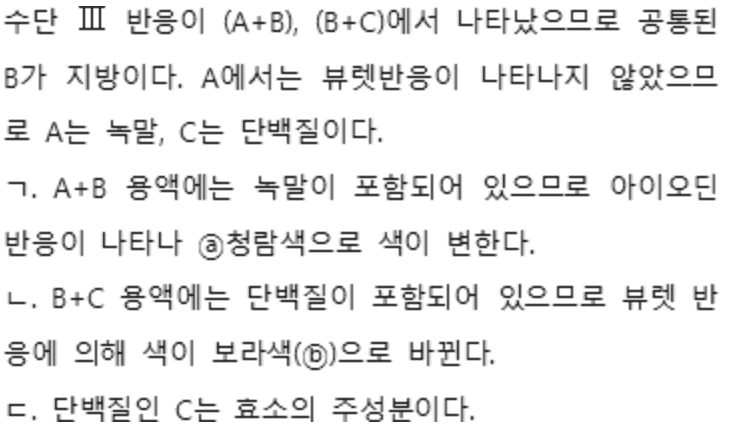 수단 Ⅲ 반응이 (A+B), (B+C)에서 나타났으므로 공통된
B가 지방이다. A에서는 뷰렛반응이 나타나지 않았으므
로 A는 녹말, C는 단백질이다.
ㄱ. A+B 용액에는 녹말이 포함되어 있으므로 아이오딘
반응이 나타나 ⓐ청람색으로 색이 변한다.
ㄴ. B+C 용액에는 단백질이 포함되어 있으므로 뷰렛 반
응에 의해 색이 보라색(ⓑ)으로 바뀐다.
ㄷ. 단백질인 C는 효소의 주성분이다.